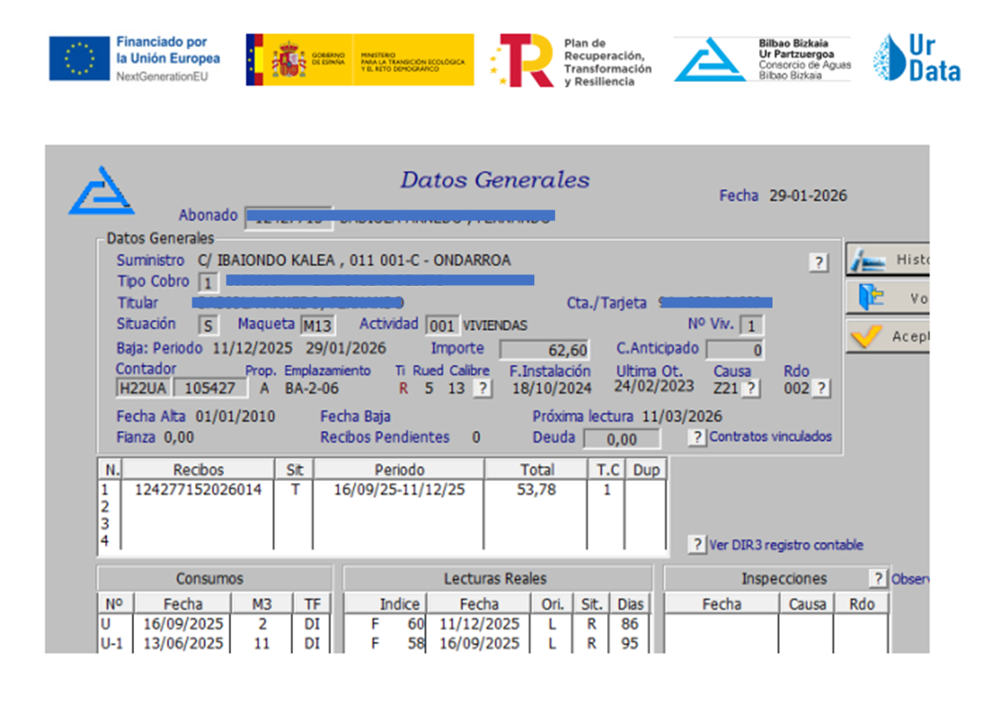 Financiado por
la Unión Europea
NextGenerationEU
GOBIERNO
DE ESPAÑA
MINISTERIO
PARA LA TRANSICIÓN ECOLÓGICA
Y EL RETO DEMOGRÁFICO
Plan de
Recuperación,
Transformación
y Resiliencia
Bilbao Bizkaia
Ur Partzuergoa
Consorcio de Aguas
Bilbao Bizkaia
Ur
Data
Datos Generales
Fecha 29-01-2026
Abonado
Datos Generales
Suministro C/ IBAIONDO KALEA , 011 001-C - ONDARROA ?
Tipo Cobro 1
Titular Cta./Tarjeta
Situación S Maqueta M13 Actividad 001 VIVIENDAS Nº Viv. 1
Baja: Periodo 11/12/2025 29/01/2026 Importe 62,60 C.Anticipado 0
Contador Prop. Emplazamiento Ti Rued Calibre F.Instalación Ultima Ot. Causa Rdo
H22UA 105427 A BA-2-06 R 5 13 ? 18/10/2024 24/02/2023 Z21 ? 002 ?
Fecha Alta 01/01/2010 Fecha Baja Próxima lectura 11/03/2026
Fianza 0,00 Recibos Pendientes 0 Deuda 0,00 ? Contratos vinculados
Histo
Vo
Acept
N. Recibos Sit Periodo Total T.C Dup
1 124277152026014 T 16/09/25-11/12/25 53,78 1
2
3
4
? Ver DIR3 registro contable
Consumos Lecturas Reales Inspecciones ? Obser
Nº Fecha M3 TF Indice Fecha Ori. Sit. Dias Fecha Causa Rdo
U 16/09/2025 2 DI F 60 11/12/2025 L R 86
U-1 13/06/2025 11 DI F 58 16/09/2025 L R 95